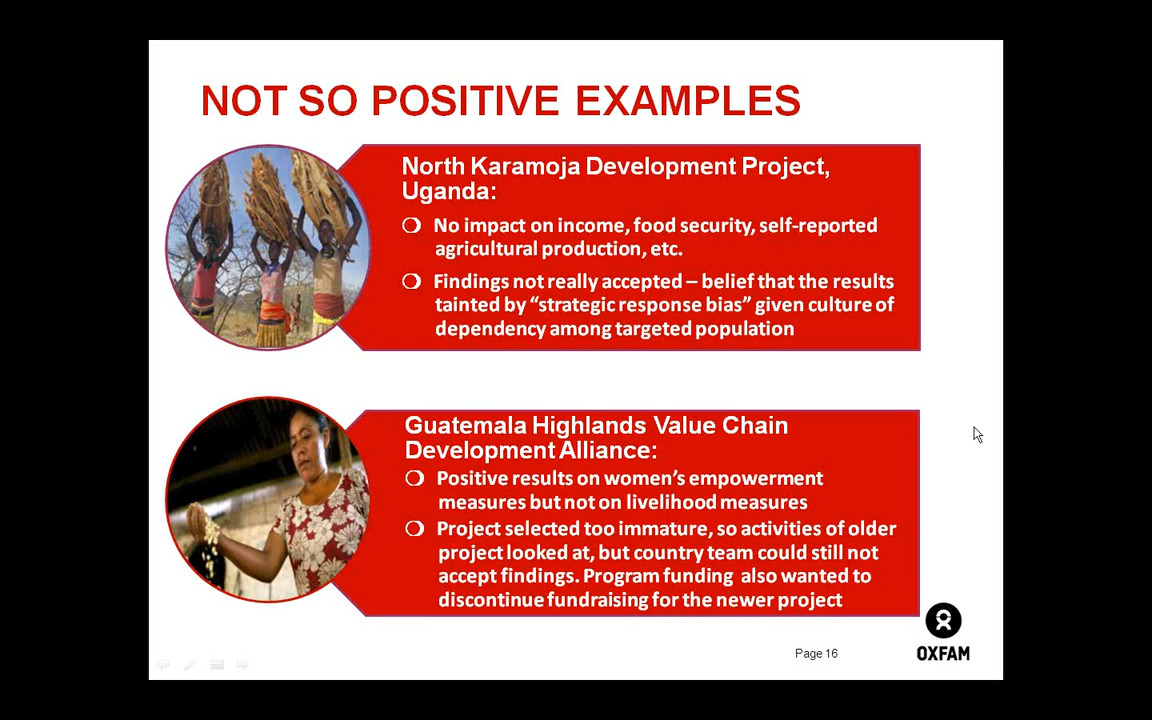 NOT SO POSITIVE EXAMPLES
North Karamoja Development Project,
Uganda:
No impact on income, food security, self-reported
agricultural production, etc.
Findings not really accepted – belief that the results
tainted by “strategic response bias” given culture of
dependency among targeted population
Guatemala Highlands Value Chain
Development Alliance:
Positive results on women’s empowerment
measures but not on livelihood measures
Project selected too immature, so activities of older
project looked at, but country team could still not
accept findings. Program funding also wanted to
discontinue fundraising for the newer project
Page 16
OXFAM